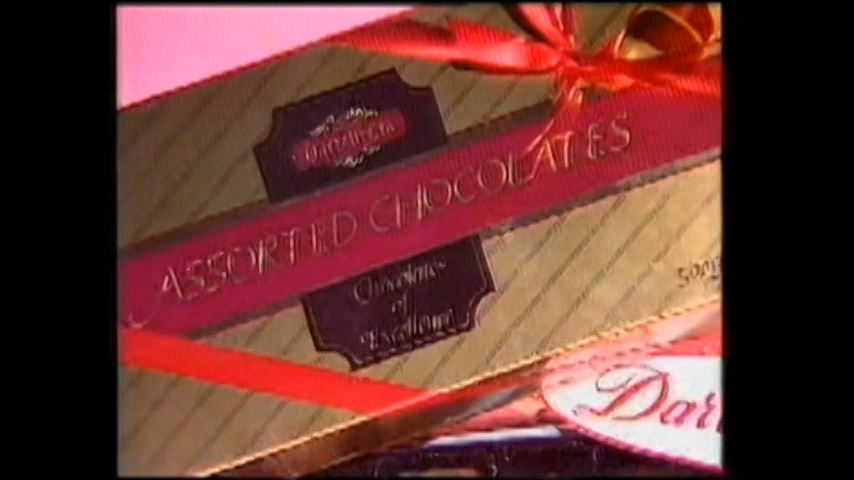 ASSORTED CHOCOLATES
Chocolates
of
Excellence
500g
Dar